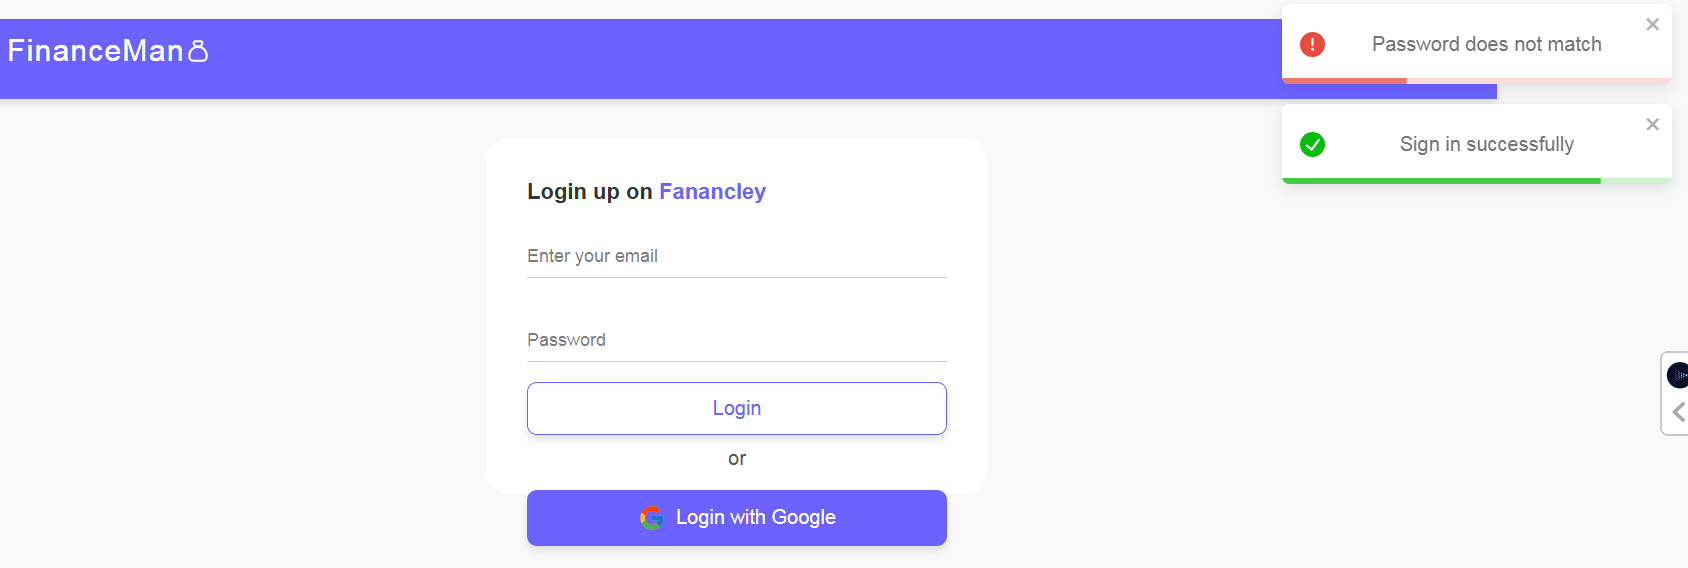 FinanceMan
Password does not match
Sign in successfully
Login up on Fanancley
Enter your email
Password
Login
or
Login with Google